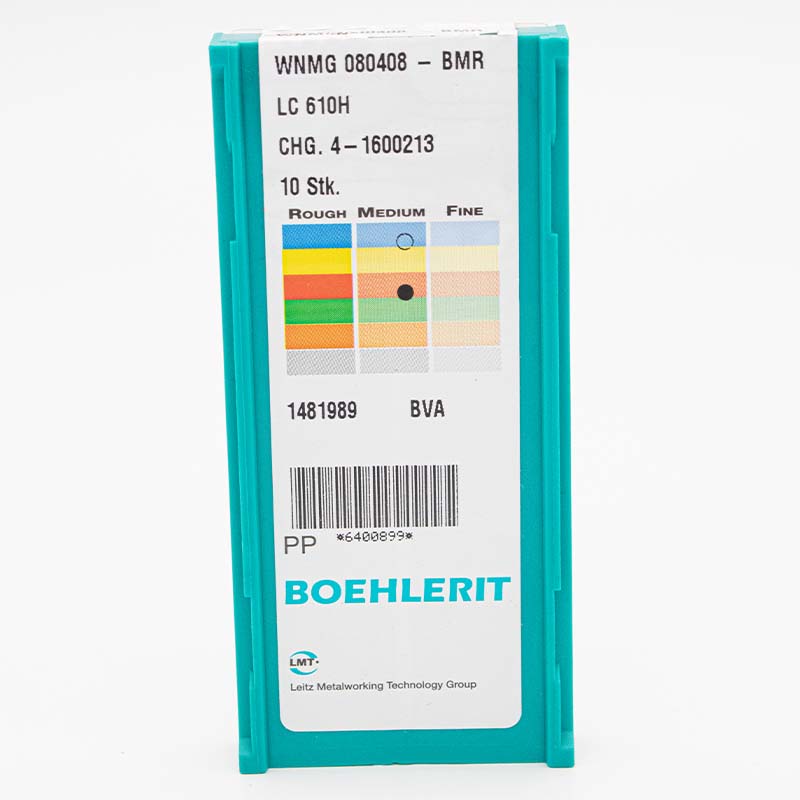 WNMG 080408 – BMR
LC 610H
CHG. 4–1600213
10 Stk.
ROUGH MEDIUM FINE
1481989 BVA
PP *6400899*
BOEHLERIT
LMT
Leitz Metalworking Technology Group